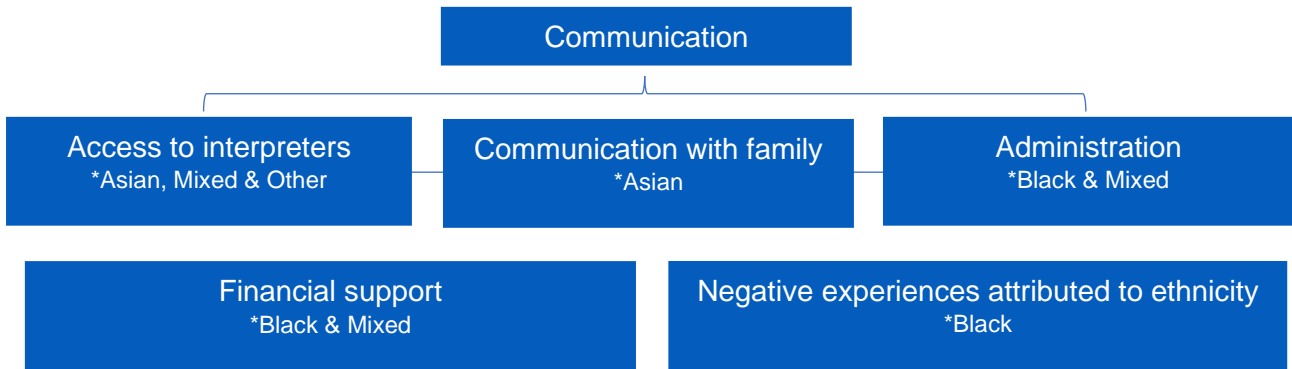 Communication
Access to interpreters
*Asian, Mixed & Other
Communication with family
*Asian
Administration
*Black & Mixed
Financial support
*Black & Mixed
Negative experiences attributed to ethnicity
*Black